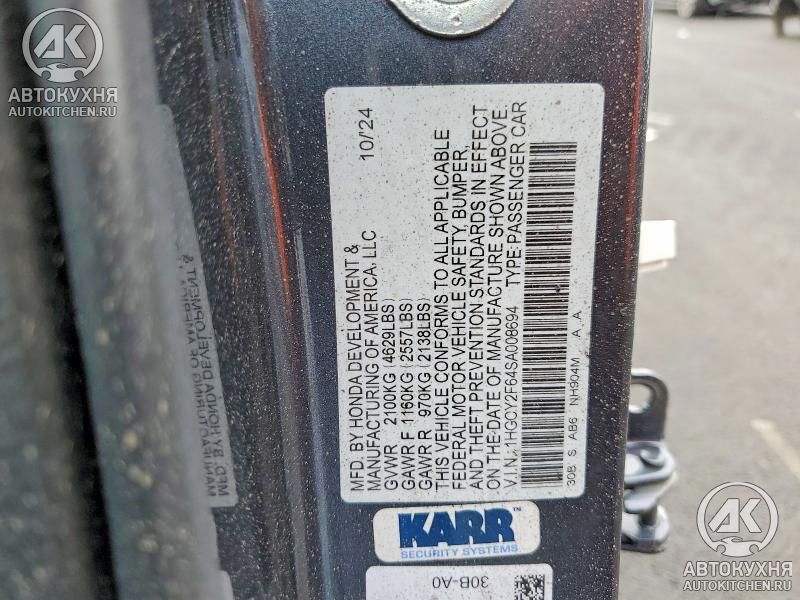 MFD. BY HONDA DEVELOPMENT &
MANUFACTURING OF AMERICA, LLC 10/'24
GVWR 2100KG (4629LBS)
GAWR F 1160KG (2557LBS)
GAWR R 970KG (2138LBS)
THIS VEHICLE CONFORMS TO ALL APPLICABLE
FEDERAL MOTOR VEHICLE SAFETY, BUMPER,
AND THEFT PREVENTION STANDARDS IN EFFECT
ON THE DATE OF MANUFACTURE SHOWN ABOVE.
V.I.N.:1HGCY2F64SA008694 TYPE: PASSENGER CAR
30B S AB6 NH904M A A
KARR™
SECURITY SYSTEMS
30B-A0
AK
АВТОКУХНЯ
AUTOKITCHEN.RU
AK
АВТОКУХНЯ
AUTOKITCHEN.RU